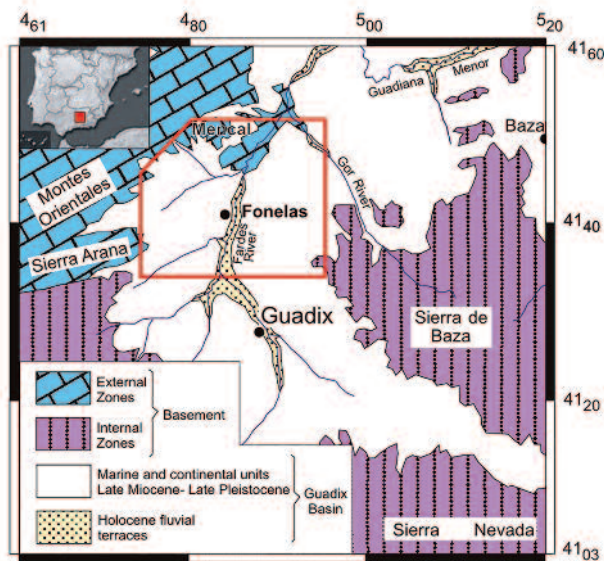 461
480
500
520
4160
4140
4120
4103
Guadiana
Menor
Baza
Mencal
Gor River
Montes
Orientales
Fonelas
Fardes
River
Sierra Arana
Guadix
Sierra de
Baza
External
Zones
Internal
Zones
Basement
Marine and continental units
Late Miocene- Late Pleistocene
Holocene fluvial
terraces
Guadix
Basin
Sierra Nevada